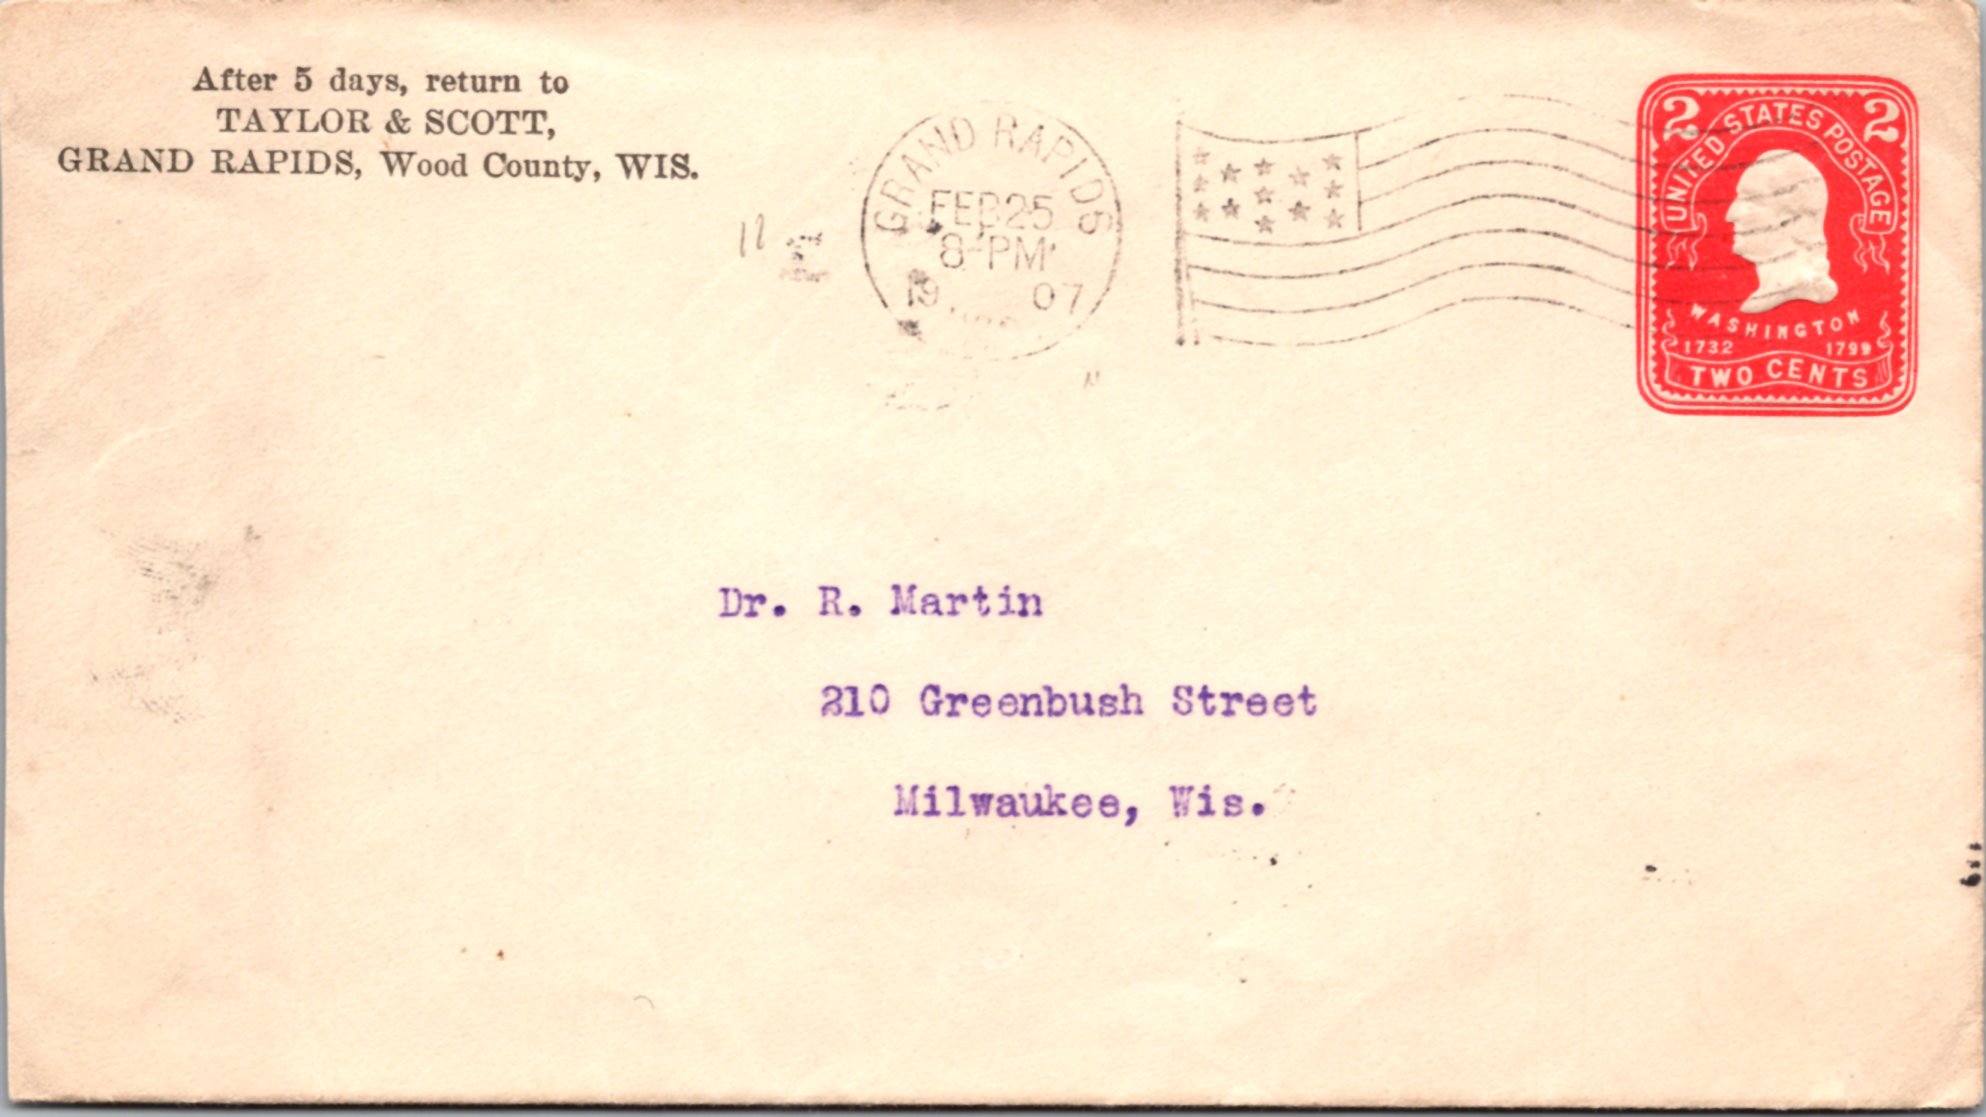 After 5 days, return to
TAYLOR & SCOTT,
GRAND RAPIDS, Wood County, WIS.
GRAND RAPIDS
FEB 25
8-PM
19 07
2 2
UNITED STATES POSTAGE
WASHINGTON
1732 1799
TWO CENTS
Dr. R. Martin
210 Greenbush Street
Milwaukee, Wis.